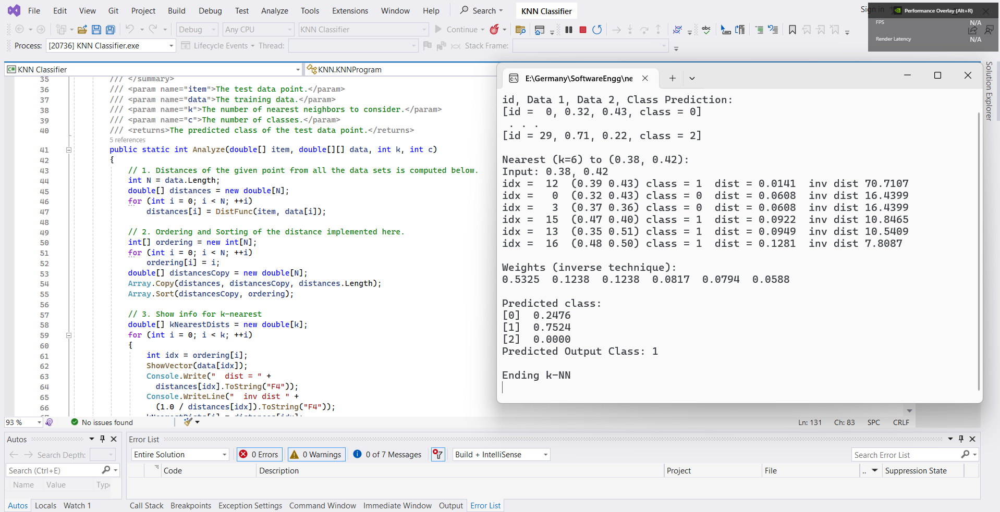 File Edit View Git Project Build Debug Test Analyze Tools Extensions Window Help Search KNN Classifier Sign in
Performance Overlay (Alt+R)
FPS N/A
Render Latency N/A
Debug Any CPU KNN Classifier Continue
Process: [20736] KNN Classifier.exe Lifecycle Events Thread: Stack Frame:
KNN Classifier KNN.KNNProgram
35 /// </summary>
36 /// <param name="item">The test data point.</param>
37 /// <param name="data">The training data.</param>
38 /// <param name="k">The number of nearest neighbors to consider.</param>
39 /// <param name="c">The number of classes.</param>
40 /// <returns>The predicted class of the test data point.</returns>
5 references
41 public static int Analyze(double[] item, double[][] data, int k, int c)
42 {
43 // 1. Distances of the given point from all the data sets is computed below.
44 int N = data.Length;
45 double[] distances = new double[N];
46 for (int i = 0; i < N; ++i)
47 distances[i] = DistFunc(item, data[i]);
48
49 // 2. Ordering and Sorting of the distance implemented here.
50 int[] ordering = new int[N];
51 for (int i = 0; i < N; ++i)
52 ordering[i] = i;
53 double[] distancesCopy = new double[N];
54 Array.Copy(distances, distancesCopy, distances.Length);
55 Array.Sort(distancesCopy, ordering);
56
57 // 3. Show info for k-nearest
58 double[] kNearestDists = new double[k];
59 for (int i = 0; i < k; ++i)
60 {
61 int idx = ordering[i];
62 ShowVector(data[idx]);
63 Console.Write("  dist = " +
64 distances[idx].ToString("F4"));
65 Console.WriteLine("  inv dist " +
66 (1.0 / distances[idx]).ToString("F4"));
E:\Germany\SoftwareEngg\ne
id, Data 1, Data 2, Class Prediction:
[id =  0, 0.32, 0.43, class = 0]
. . .
[id = 29, 0.71, 0.22, class = 2]
Nearest (k=6) to (0.38, 0.42):
Input: 0.38, 0.42
idx =  12  (0.39 0.43) class = 1  dist = 0.0141  inv dist 70.7107
idx =   0  (0.32 0.43) class = 0  dist = 0.0608  inv dist 16.4399
idx =   3  (0.37 0.36) class = 0  dist = 0.0608  inv dist 16.4399
idx =  15  (0.47 0.40) class = 1  dist = 0.0922  inv dist 10.8465
idx =  13  (0.35 0.51) class = 1  dist = 0.0949  inv dist 10.5409
idx =  16  (0.48 0.50) class = 1  dist = 0.1281  inv dist 7.8087
Weights (inverse technique):
0.5325  0.1238  0.1238  0.0817  0.0794  0.0588
Predicted class:
[0]  0.2476
[1]  0.7524
[2]  0.0000
Predicted Output Class: 1
Ending k-NN
Solution Explorer
93 % No issues found Ln: 131 Ch: 83 SPC CRLF
Autos
Search Depth:
Search (Ctrl+E)
Name Value
Autos Locals Watch 1
Error List
Entire Solution 0 Errors 0 Warnings 0 of 7 Messages Build + IntelliSense Search Error List
Code Description Project File .. Suppression State
Call Stack Breakpoints Exception Settings Command Window Immediate Window Output Error List